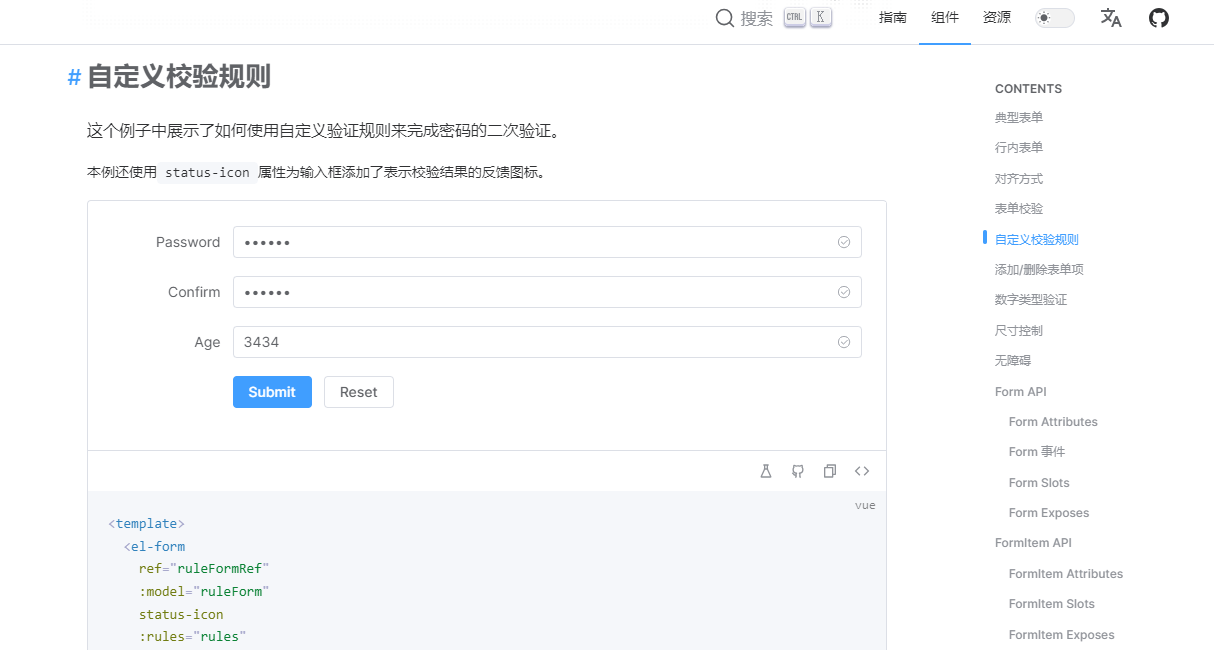 搜索 CTRL K 指南 组件 资源
# 自定义校验规则
这个例子中展示了如何使用自定义验证规则来完成密码的二次验证。
本例还使用 status-icon 属性为输入框添加了表示校验结果的反馈图标。
Password ••••••
Confirm ••••••
Age 3434
Submit Reset
vue
<template>
<el-form
ref="ruleFormRef"
:model="ruleForm"
status-icon
:rules="rules"
CONTENTS
典型表单
行内表单
对齐方式
表单校验
自定义校验规则
添加/删除表单项
数字类型验证
尺寸控制
无障碍
Form API
Form Attributes
Form 事件
Form Slots
Form Exposes
FormItem API
FormItem Attributes
FormItem Slots
FormItem Exposes